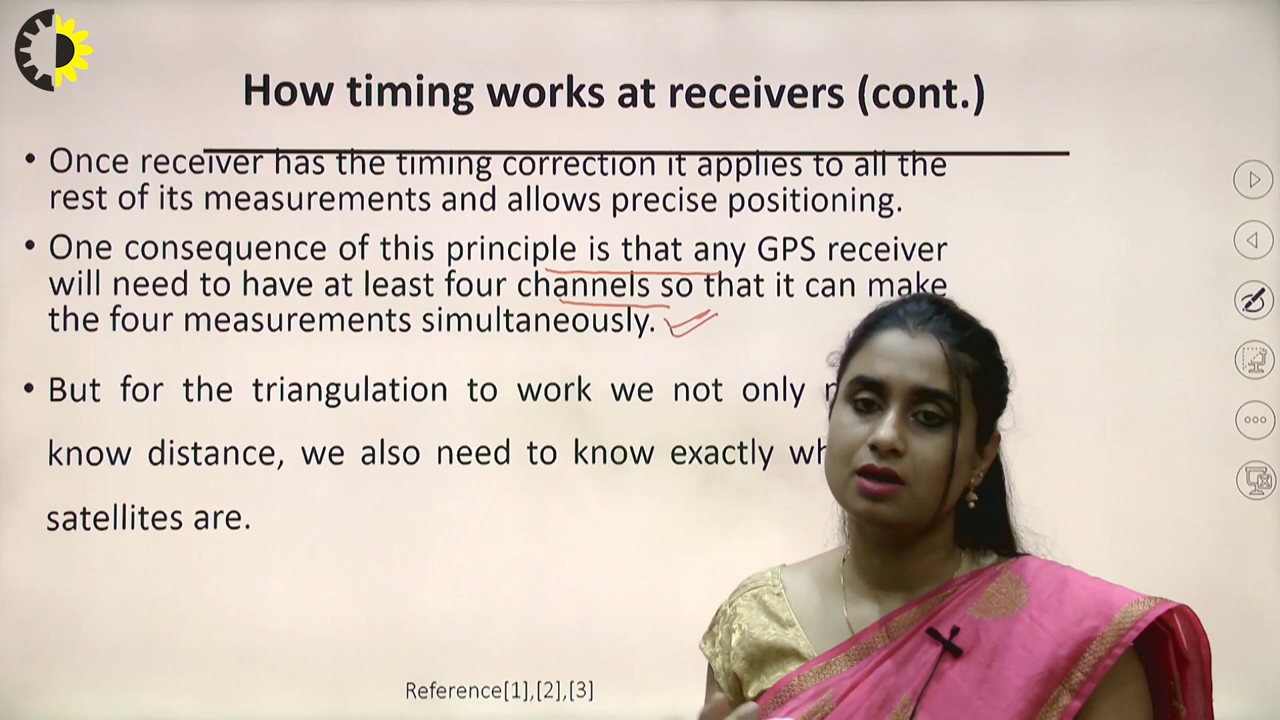 How timing works at receivers (cont.)
• Once receiver has the timing correction it applies to all the
rest of its measurements and allows precise positioning.
• One consequence of this principle is that any GPS receiver
will need to have at least four channels so that it can make
the four measurements simultaneously.
• But for the triangulation to work we not only
know distance, we also need to know exactly
satellites are.
Reference[1],[2],[3]